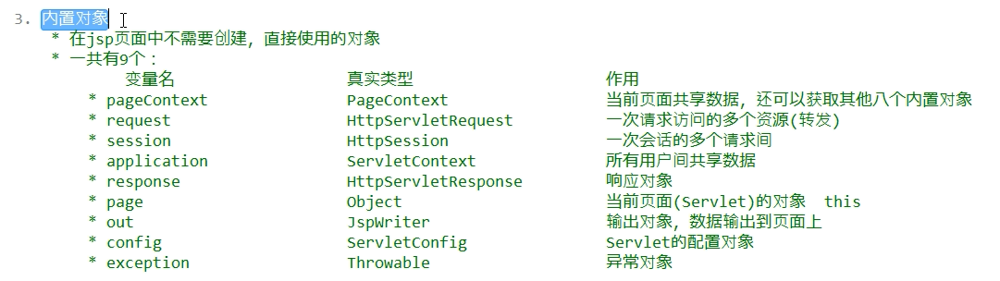 3. 内置对象
* 在jsp页面中不需要创建，直接使用的对象
* 一共有9个：
变量名 真实类型 作用
* pageContext PageContext 当前页面共享数据，还可以获取其他八个内置对象
* request HttpServletRequest 一次请求访问的多个资源(转发)
* session HttpSession 一次会话的多个请求间
* application ServletContext 所有用户间共享数据
* response HttpServletResponse 响应对象
* page Object 当前页面(Servlet)的对象 this
* out JspWriter 输出对象，数据输出到页面上
* config ServletConfig Servlet的配置对象
* exception Throwable 异常对象